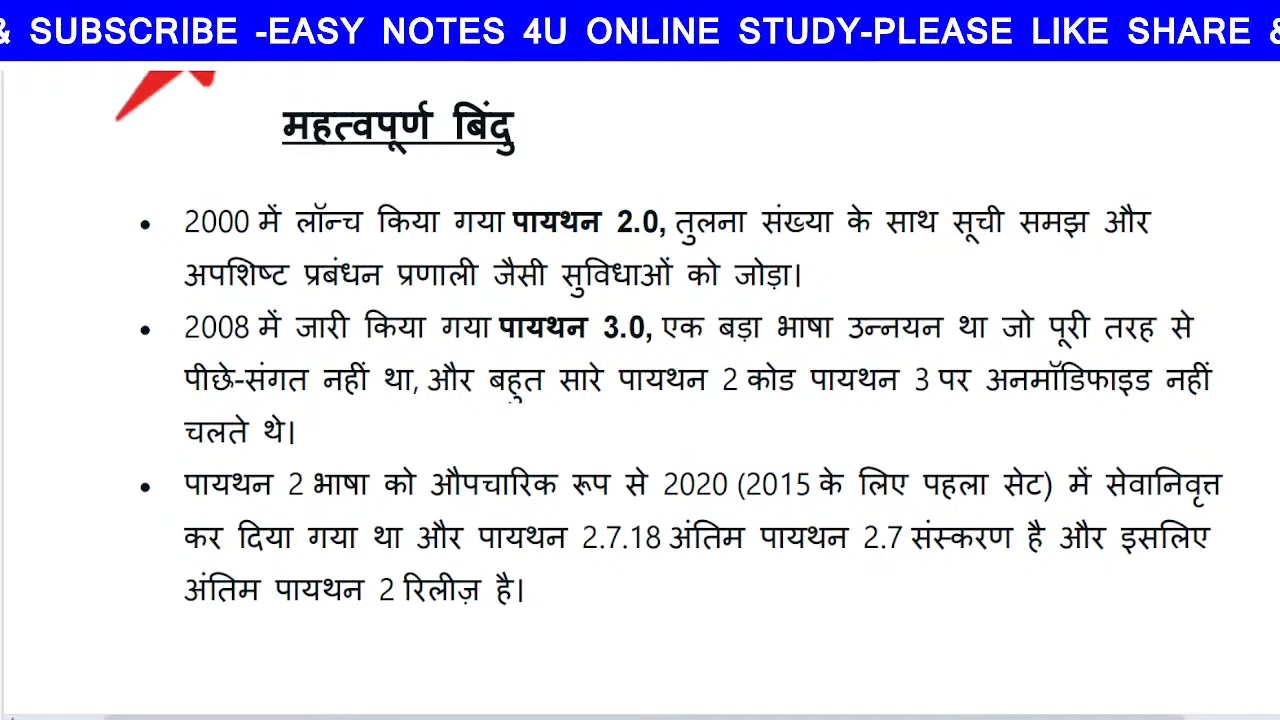 & SUBSCRIBE -EASY NOTES 4U ONLINE STUDY-PLEASE LIKE SHARE &
महत्वपूर्ण बिंदु
• 2000 में लॉन्च किया गया पायथन 2.0, तुलना संख्या के साथ सूची समझ और
अपशिष्ट प्रबंधन प्रणाली जैसी सुविधाओं को जोड़ा।
• 2008 में जारी किया गया पायथन 3.0, एक बड़ा भाषा उन्नयन था जो पूरी तरह से
पीछे-संगत नहीं था, और बहुत सारे पायथन 2 कोड पायथन 3 पर अनमॉडिफाइड नहीं
चलते थे।
• पायथन 2 भाषा को औपचारिक रूप से 2020 (2015 के लिए पहला सेट) में सेवानिवृत्त
कर दिया गया था और पायथन 2.7.18 अंतिम पायथन 2.7 संस्करण है और इसलिए
अंतिम पायथन 2 रिलीज़ है।